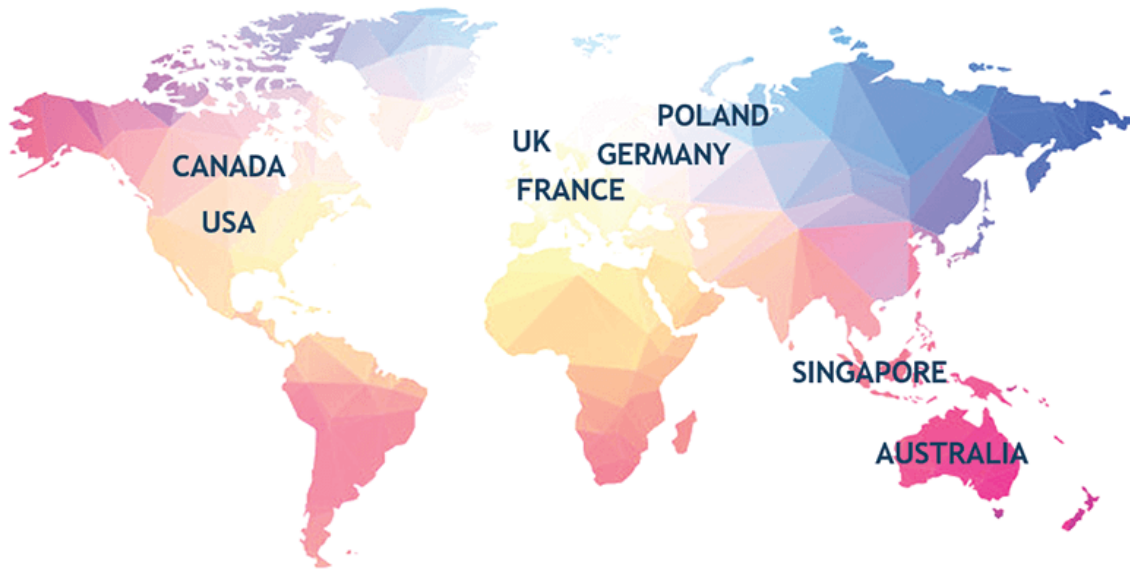 POLAND
UK
GERMANY
CANADA
FRANCE
USA
SINGAPORE
AUSTRALIA